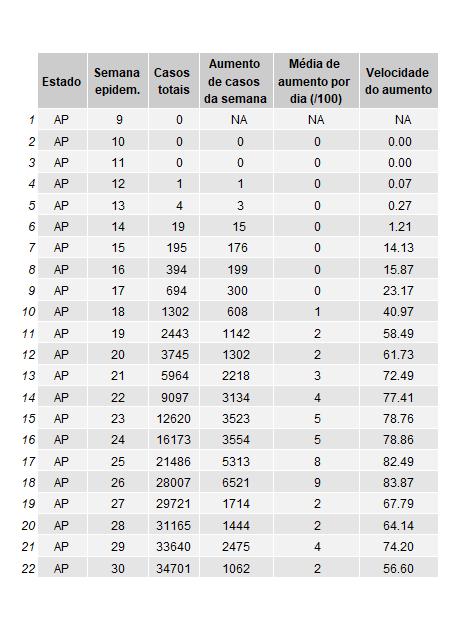 Estado Semana epidem. Casos totais Aumento de casos da semana Média de aumento por dia (/100) Velocidade do aumento
1 AP 9 0 NA NA NA
2 AP 10 0 0 0 0.00
3 AP 11 0 0 0 0.00
4 AP 12 1 1 0 0.07
5 AP 13 4 3 0 0.27
6 AP 14 19 15 0 1.21
7 AP 15 195 176 0 14.13
8 AP 16 394 199 0 15.87
9 AP 17 694 300 0 23.17
10 AP 18 1302 608 1 40.97
11 AP 19 2443 1142 2 58.49
12 AP 20 3745 1302 2 61.73
13 AP 21 5964 2218 3 72.49
14 AP 22 9097 3134 4 77.41
15 AP 23 12620 3523 5 78.76
16 AP 24 16173 3554 5 78.86
17 AP 25 21486 5313 8 82.49
18 AP 26 28007 6521 9 83.87
19 AP 27 29721 1714 2 67.79
20 AP 28 31165 1444 2 64.14
21 AP 29 33640 2475 4 74.20
22 AP 30 34701 1062 2 56.60